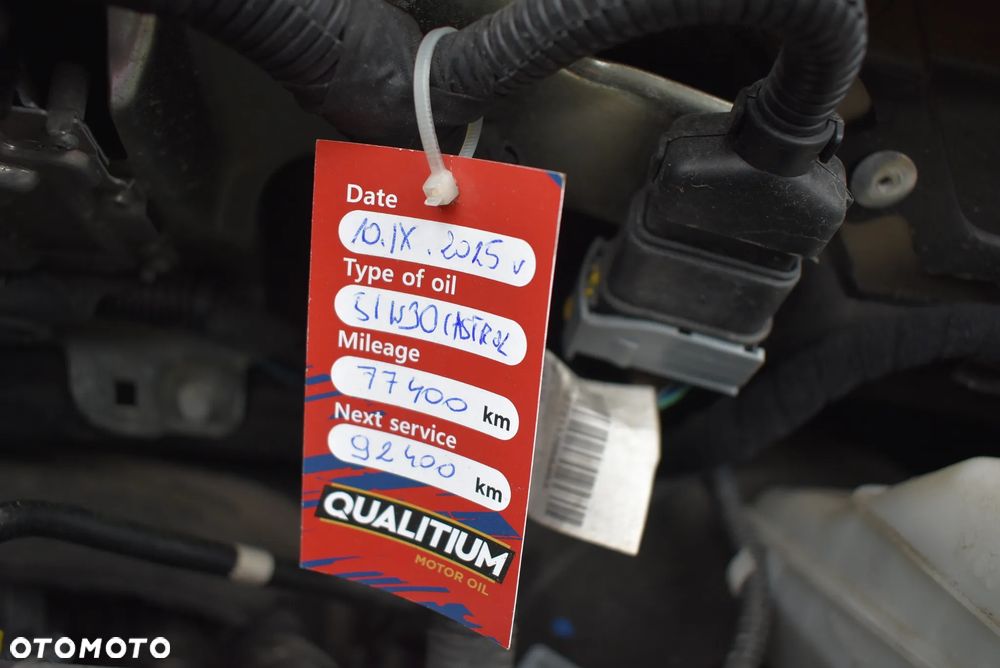 Date
10.IX.2025
Type of oil
5W30 CASTROL
Mileage
77400 km
Next service
92400 km
QUALITIUM
MOTOR OIL
OTOMOTO